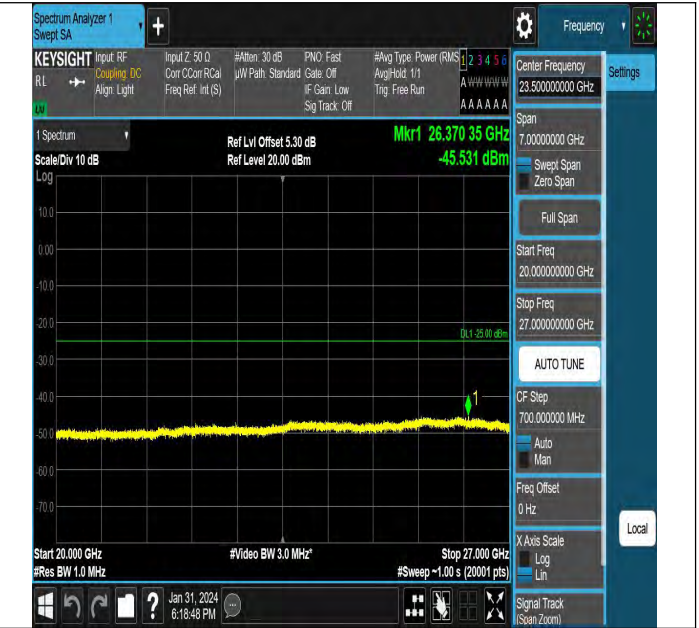 Spectrum Analyzer 1
Swept SA
+
Frequency
KEYSIGHT
RL
Input: RF
Coupling: DC
Align: Light
Input Z: 50 Ω
Corr CCorr RCal
Freq Ref: Int (S)
#Atten: 30 dB
µW Path: Standard
PNO: Fast
Gate: Off
IF Gain: Low
Sig Track: Off
#Avg Type: Power (RMS
Avg|Hold: 1/1
Trig: Free Run
1 2 3 4 5 6
A W W W W W
A A A A A A
1 Spectrum
Scale/Div 10 dB
Log
Ref Lvl Offset 5.30 dB
Ref Level 20.00 dBm
Mkr1 26.370 35 GHz
-45.531 dBm
10.0
0.00
-10.0
-20.0
DL1 -25.00 dBm
-30.0
-40.0
1
-50.0
-60.0
-70.0
Start 20.000 GHz
#Res BW 1.0 MHz
#Video BW 3.0 MHz*
Stop 27.000 GHz
#Sweep ~1.00 s (20001 pts)
Center Frequency
23.500000000 GHz
Settings
Span
7.00000000 GHz
Swept Span
Zero Span
Full Span
Start Freq
20.000000000 GHz
Stop Freq
27.000000000 GHz
AUTO TUNE
CF Step
700.000000 MHz
Auto
Man
Freq Offset
0 Hz
X Axis Scale
Log
Lin
Local
Signal Track
(Span Zoom)
?
Jan 31, 2024
6:18:48 PM